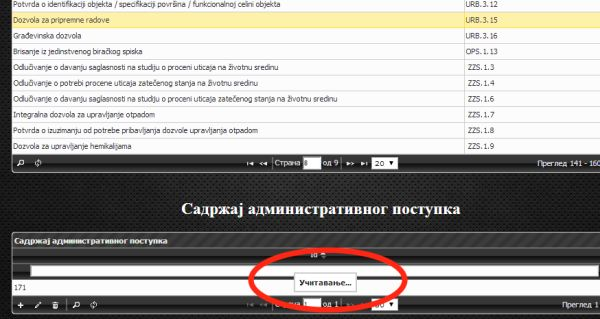 Potvrda o identifikaciji objekta / specifikaciji površina / funkcionalnoj celini objekta URB.3.12
Dozvola za pripremne radove URB.3.15
Građevinska dozvola URB.3.16
Brisanje iz jedinstvenog biračkog spiska OPS.1.13
Odlučivanje o davanju saglasnosti na studiju o proceni uticaja na životnu sredinu ZZS.1.3
Odlučivanje o potrebi procene uticaja zatečenog stanja na životnu sredinu ZZS.1.4
Odlučivanje o davanju saglasnosti na studiju o proceni uticaja zatečenog stanja na životnu sredinu ZZS.1.6
Integralna dozvola za upravljanje otpadom ZZS.1.7
Potvrda o izuzimanju od potrebe pribavljanja dozvole upravljanja otpadom ZZS.1.8
Dozvola za upravljanje hemikalijama ZZS.1.9
Страна 8 од 9 20 Преглед 141 - 160
Садржај административног поступка
Садржај административног поступка
Id
Учитавање...
171
1 од 1 Преглед 1